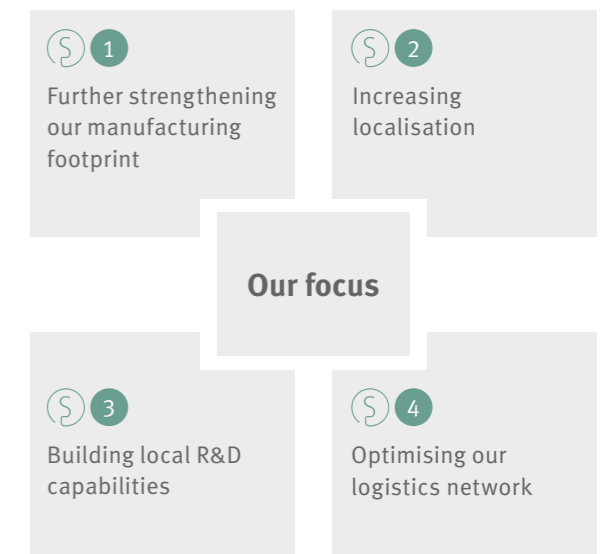 S 1
Further strengthening
our manufacturing
footprint
S 2
Increasing
localisation
Our focus
S 3
Building local R&D
capabilities
S 4
Optimising our
logistics network